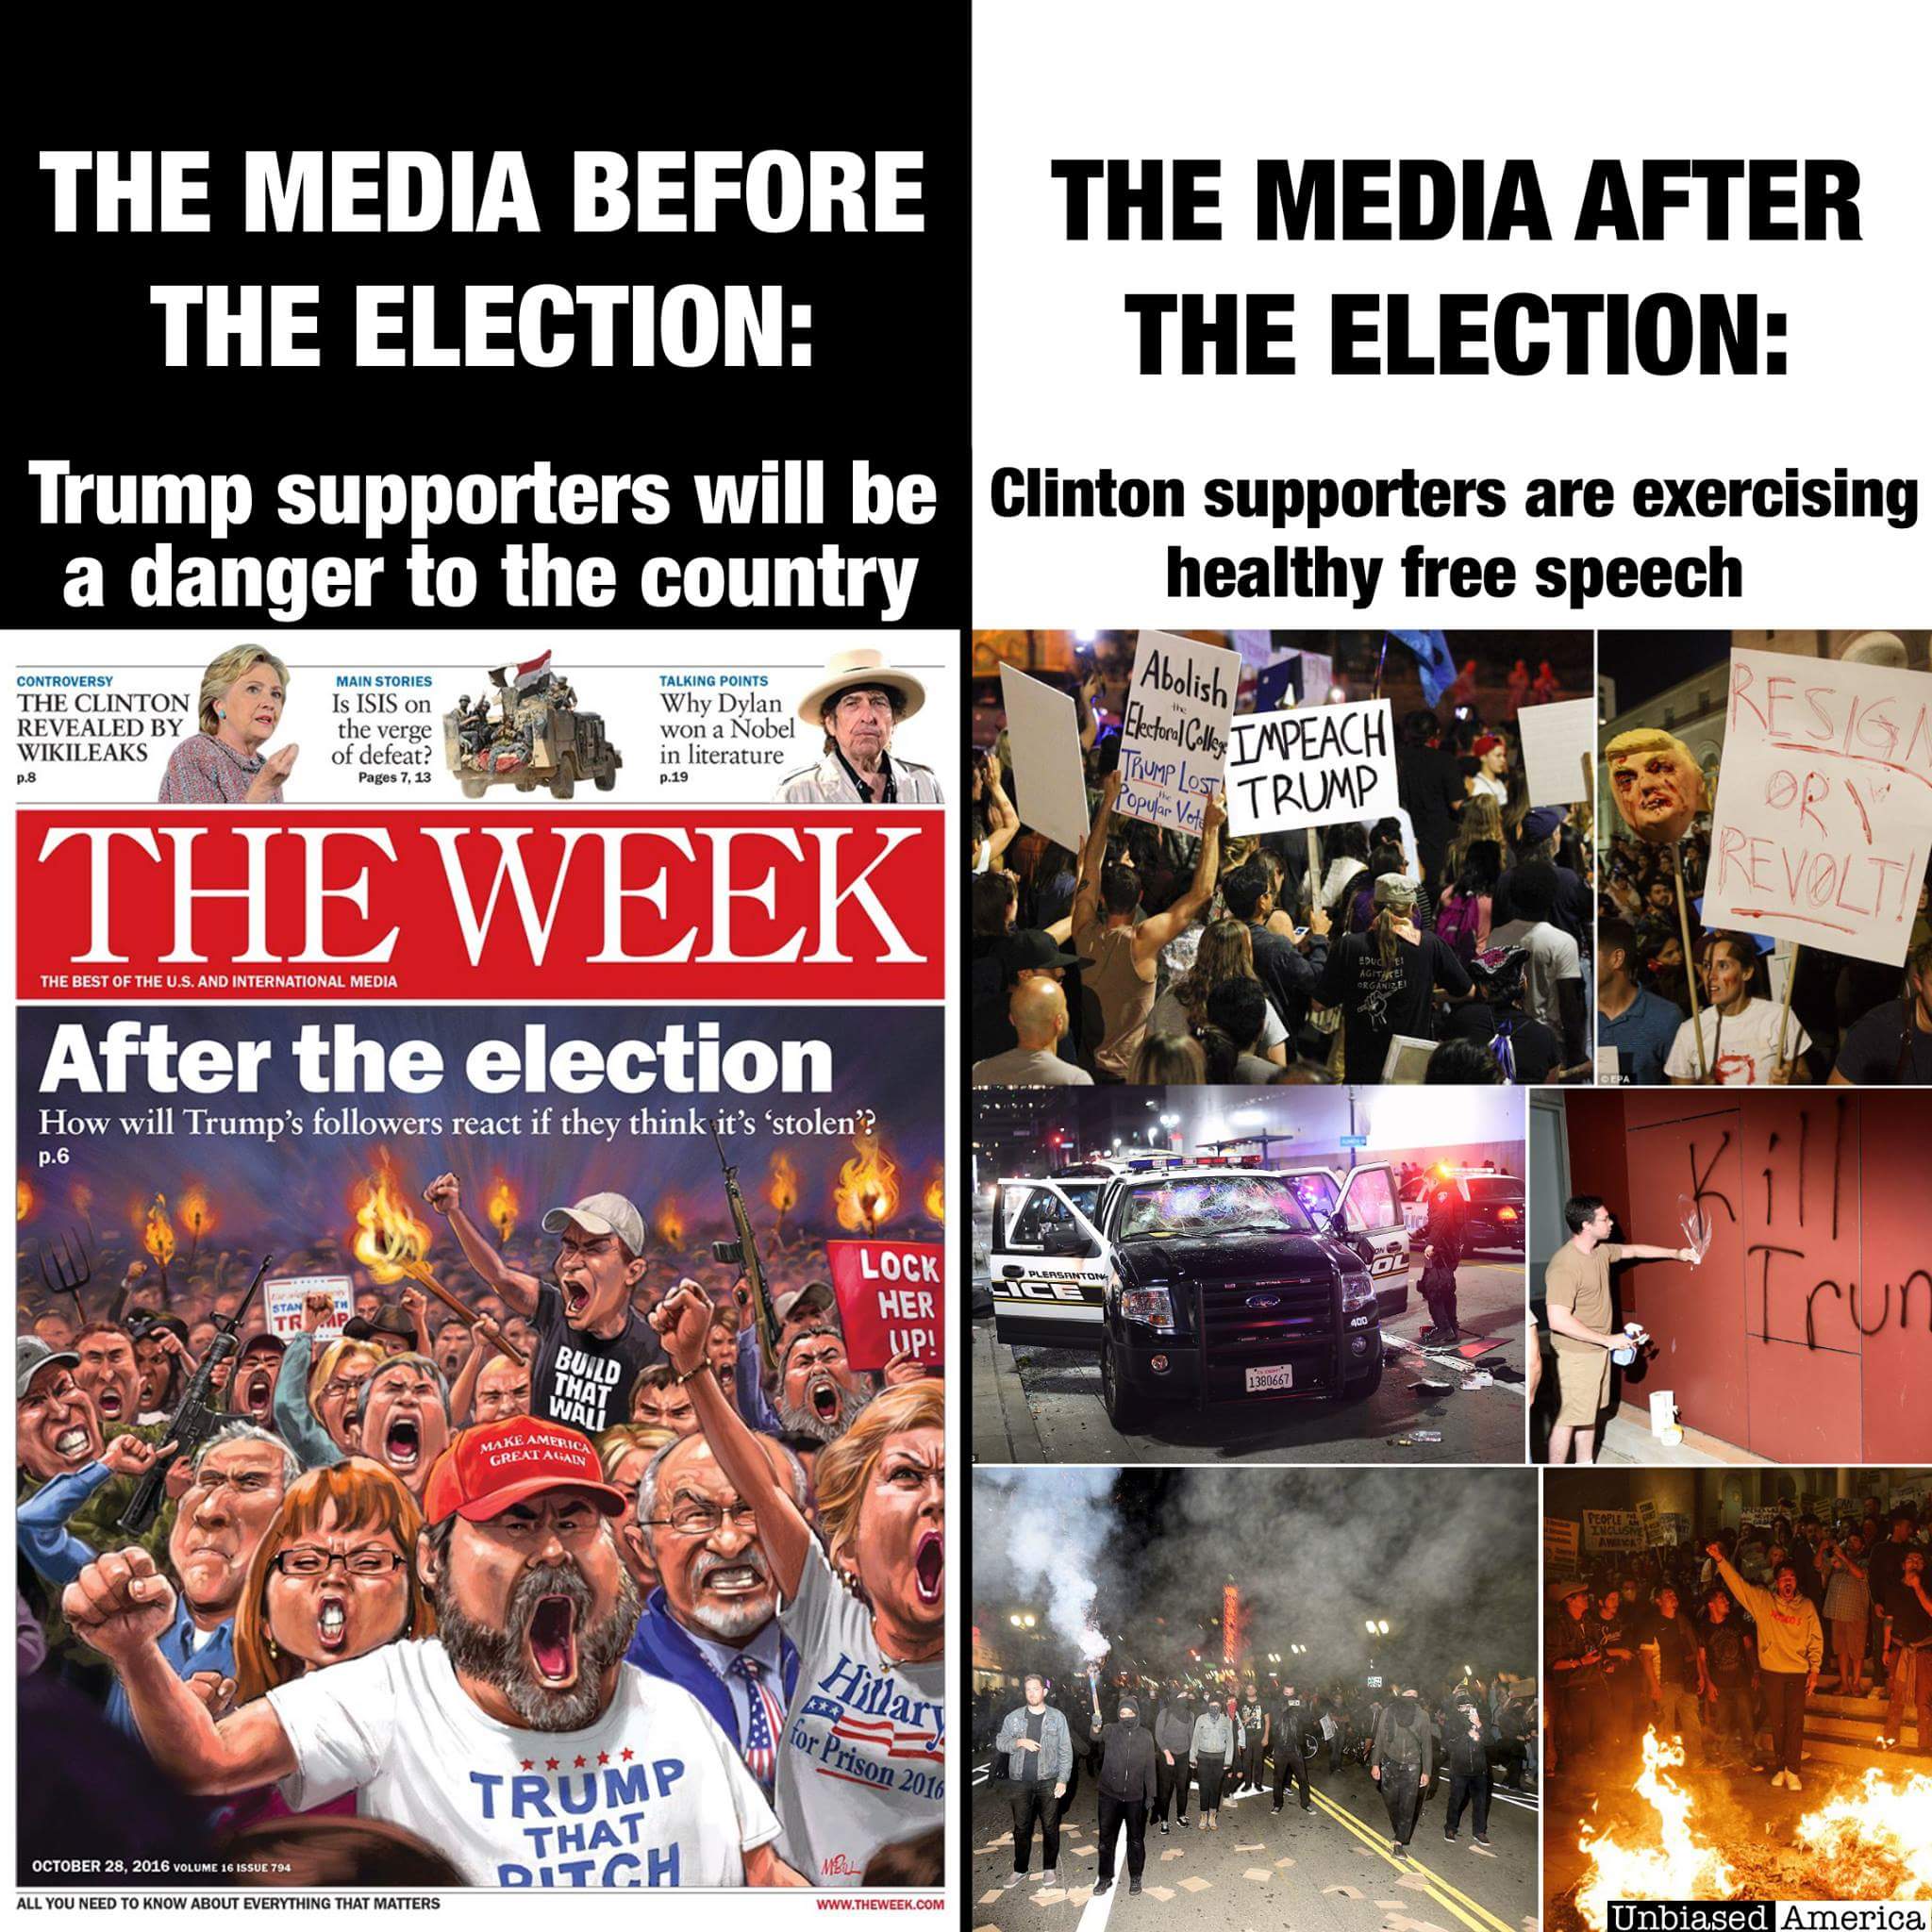 THE MEDIA BEFORE
THE ELECTION:
Trump supporters will be
a danger to the country
CONTROVERSY
THE CLINTON
REVEALED BY
WIKILEAKS
p.8
MAIN STORIES
Is ISIS on
the verge
of defeat?
Pages 7, 13
TALKING POINTS
Why Dylan
won a Nobel
in literature
p.19
THE WEEK
THE BEST OF THE U.S. AND INTERNATIONAL MEDIA
After the election
How will Trump's followers react if they think it's 'stolen'?
p.6
LOCK
HER
UP!
BUILD
THAT
WALL
MAKE AMERICA
GREAT AGAIN
Hillary
for Prison 2016
TRUMP
THAT
BITCH
OCTOBER 28, 2016 VOLUME 16 ISSUE 794
ALL YOU NEED TO KNOW ABOUT EVERYTHING THAT MATTERS
WWW.THEWEEK.COM
THE MEDIA AFTER
THE ELECTION:
Clinton supporters are exercising
healthy free speech
Abolish
the
Electoral College
TRUMP LOST
the
Popular Vote
IMPEACH
TRUMP
RESIGN
OR
REVOLT!
© EPA
PLEASANTON
400
1380667
Kill
Trum
PEOPLE
INCLUSIVE
AMERICA?
Unbiased America